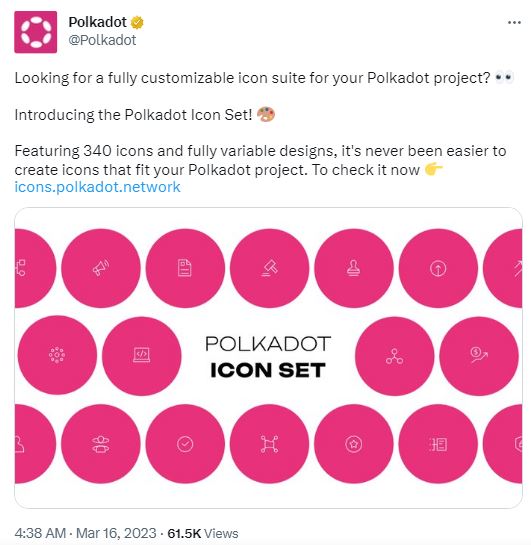 Polkadot
@Polkadot
Looking for a fully customizable icon suite for your Polkadot project? 👀
Introducing the Polkadot Icon Set! 🎨
Featuring 340 icons and fully variable designs, it's never been easier to
create icons that fit your Polkadot project. To check it now 👉
icons.polkadot.network
POLKADOT
ICON SET
4:38 AM · Mar 16, 2023 · 61.5K Views